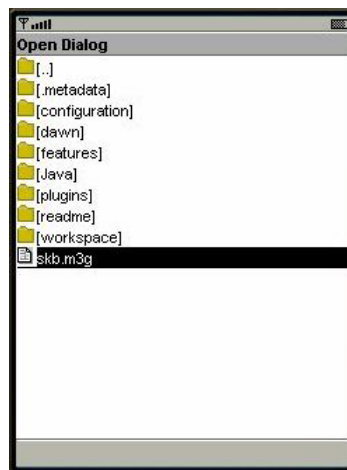 Open Dialog
[..]
[.metadata]
[configuration]
[dawn]
[features]
[Java]
[plugins]
[readme]
[workspace]
skb.m3g